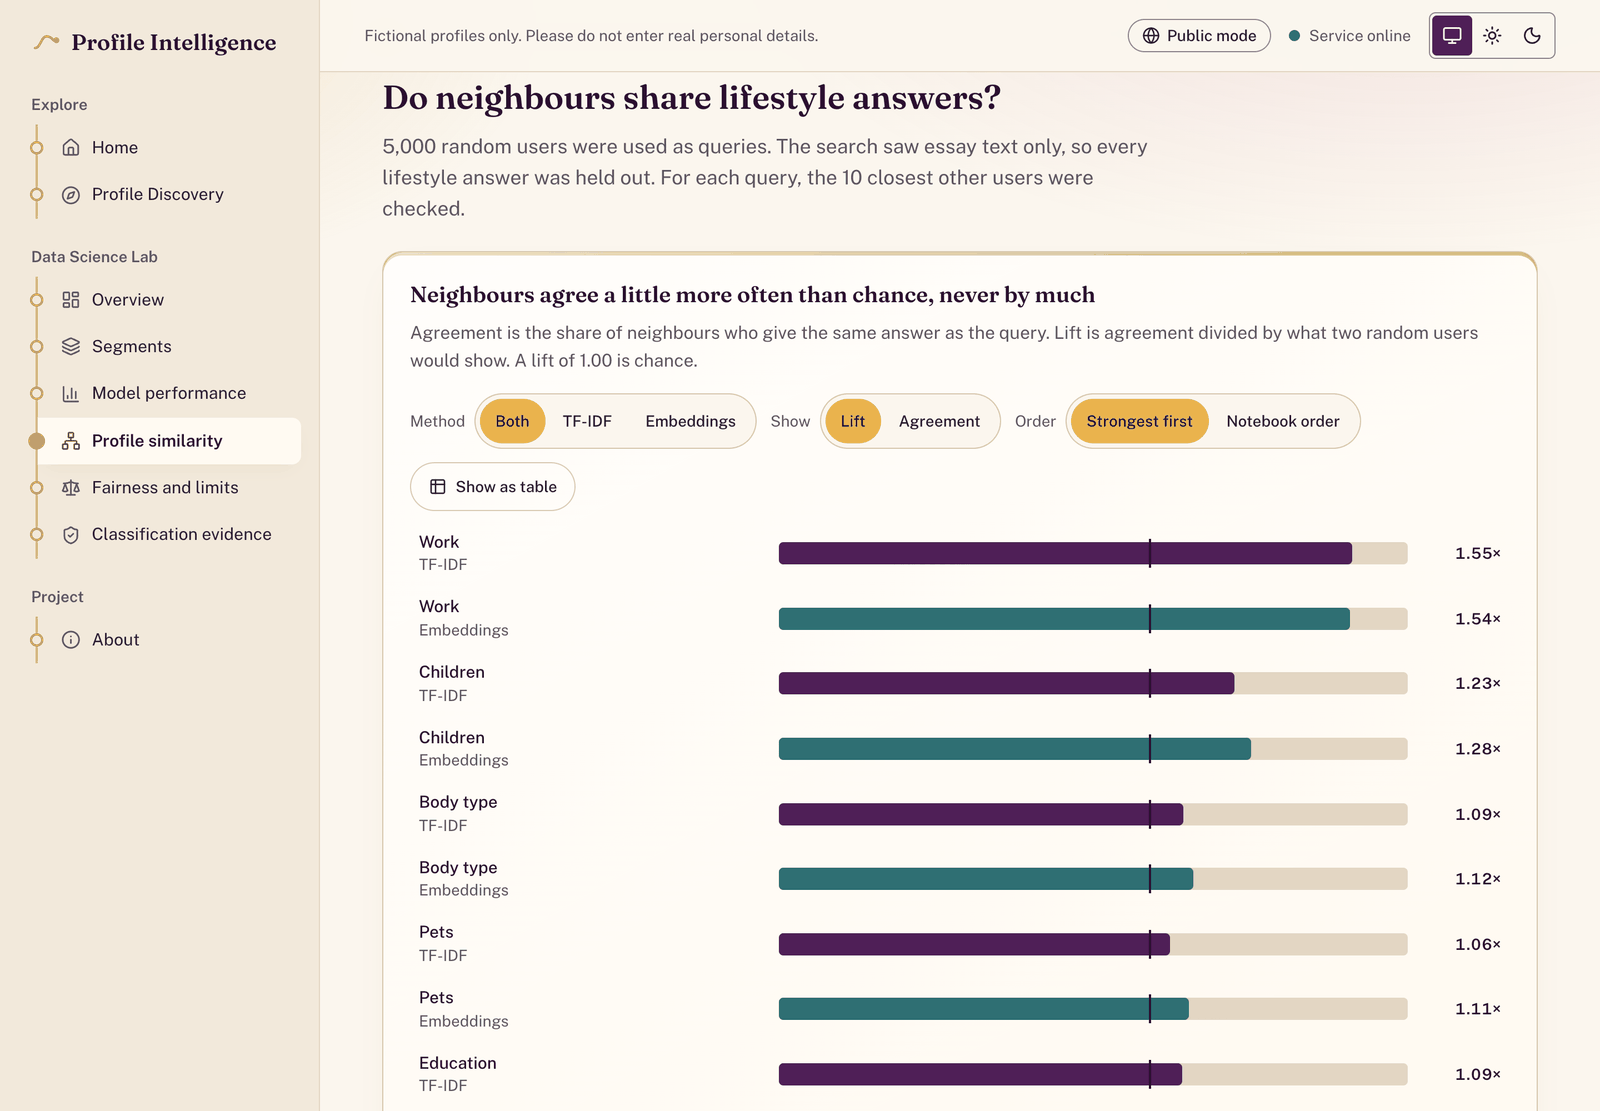 Profile Intelligence
Explore
Home
Profile Discovery
Data Science Lab
Overview
Segments
Model performance
Profile similarity
Fairness and limits
Classification evidence
Project
About
Fictional profiles only. Please do not enter real personal details.
Public mode
Service online
Do neighbours share lifestyle answers?
5,000 random users were used as queries. The search saw essay text only, so every
lifestyle answer was held out. For each query, the 10 closest other users were
checked.
Neighbours agree a little more often than chance, never by much
Agreement is the share of neighbours who give the same answer as the query. Lift is agreement divided by what two random users
would show. A lift of 1.00 is chance.
Method Both TF-IDF Embeddings Show Lift Agreement Order Strongest first Notebook order
Show as table
Work
TF-IDF
1.55×
Work
Embeddings
1.54×
Children
TF-IDF
1.23×
Children
Embeddings
1.28×
Body type
TF-IDF
1.09×
Body type
Embeddings
1.12×
Pets
TF-IDF
1.06×
Pets
Embeddings
1.11×
Education
TF-IDF
1.09×